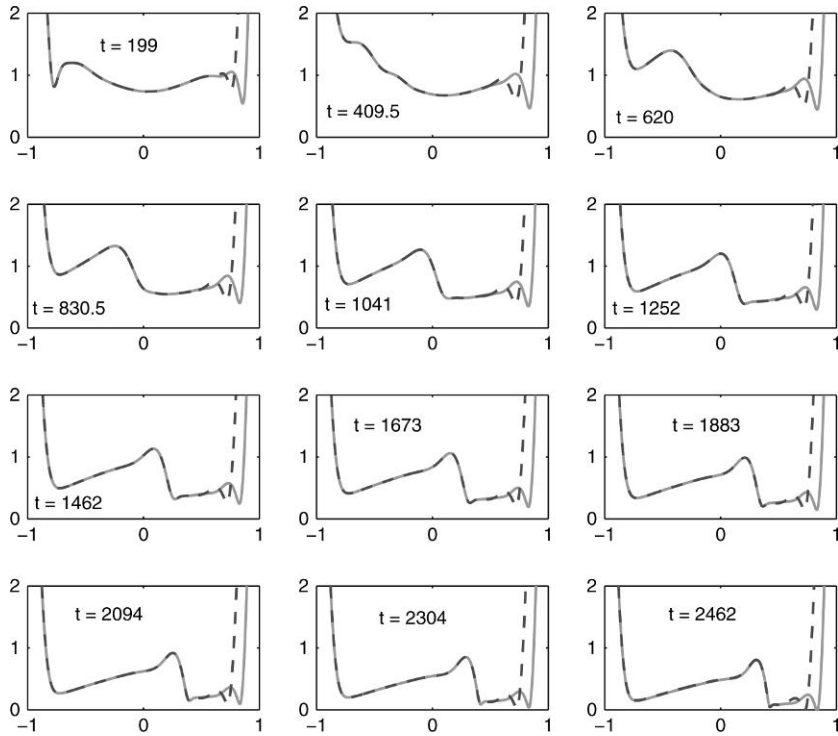 2 2 2
t = 199
1 1 1
t = 409.5 t = 620
0 0 0
−1 0 1 −1 0 1 −1 0 1
2 2 2
1 1 1
t = 830.5 t = 1041 t = 1252
0 0 0
−1 0 1 −1 0 1 −1 0 1
2 2 2
t = 1673 t = 1883
1 1 1
t = 1462
0 0 0
−1 0 1 −1 0 1 −1 0 1
2 2 2
t = 2094 t = 2304 t = 2462
1 1 1
0 0 0
−1 0 1 −1 0 1 −1 0 1